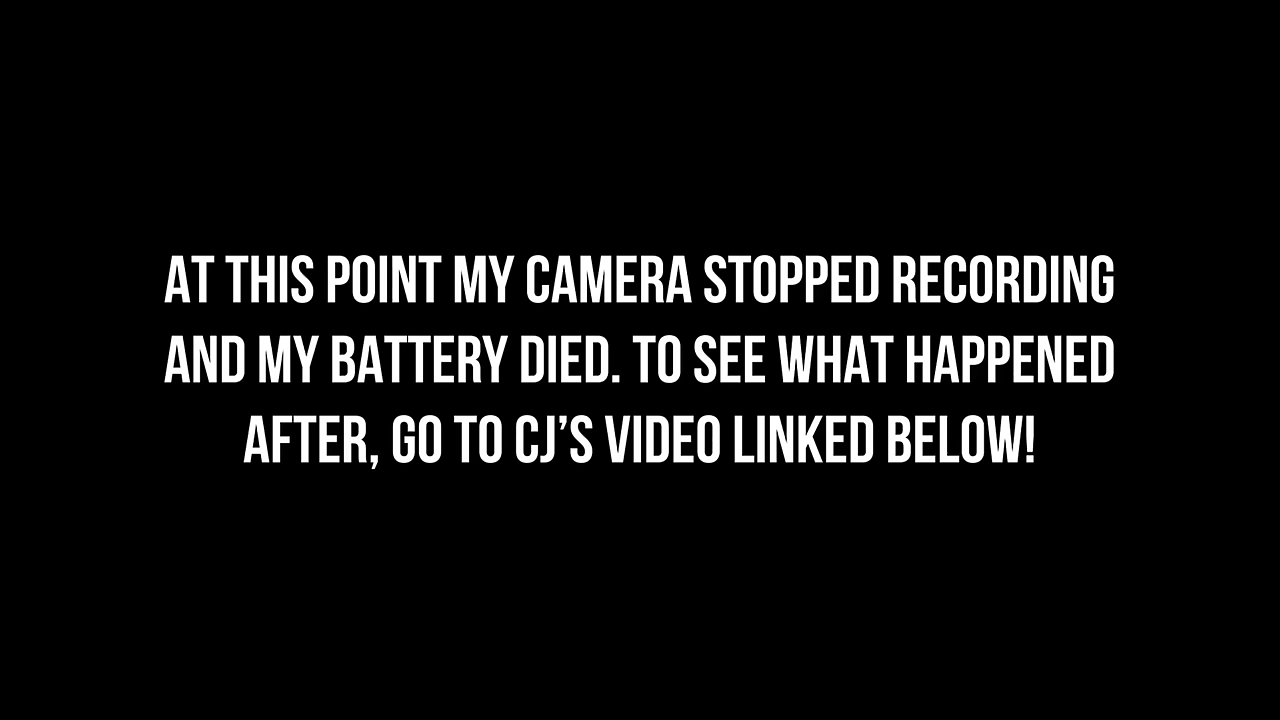 AT THIS POINT MY CAMERA STOPPED RECORDING
AND MY BATTERY DIED. TO SEE WHAT HAPPENED
AFTER, GO TO CJ’S VIDEO LINKED BELOW!